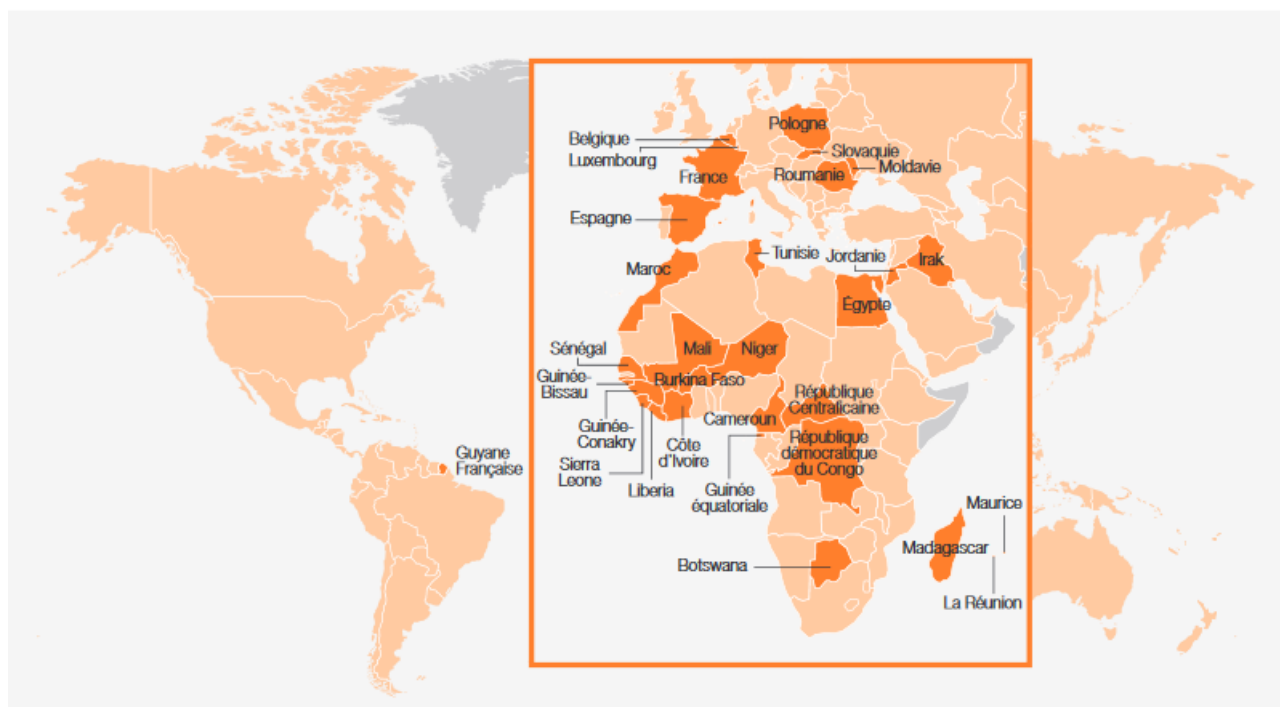 Pologne
Belgique
Slovaquie
Luxembourg
Moldavie
France
Roumanie
Espagne
Tunisie
Jordanie
Irak
Maroc
Égypte
Sénégal
Mali
Niger
Guinée-
Bissau
Burkina Faso
République
Centraficaine
Cameroun
Guinée-
Conakry
Côte
d'Ivoire
République
démocratique
du Congo
Guyane
Française
Sierra
Leone
Liberia
Guinée
équatoriale
Maurice
Madagascar
Botswana
La Réunion